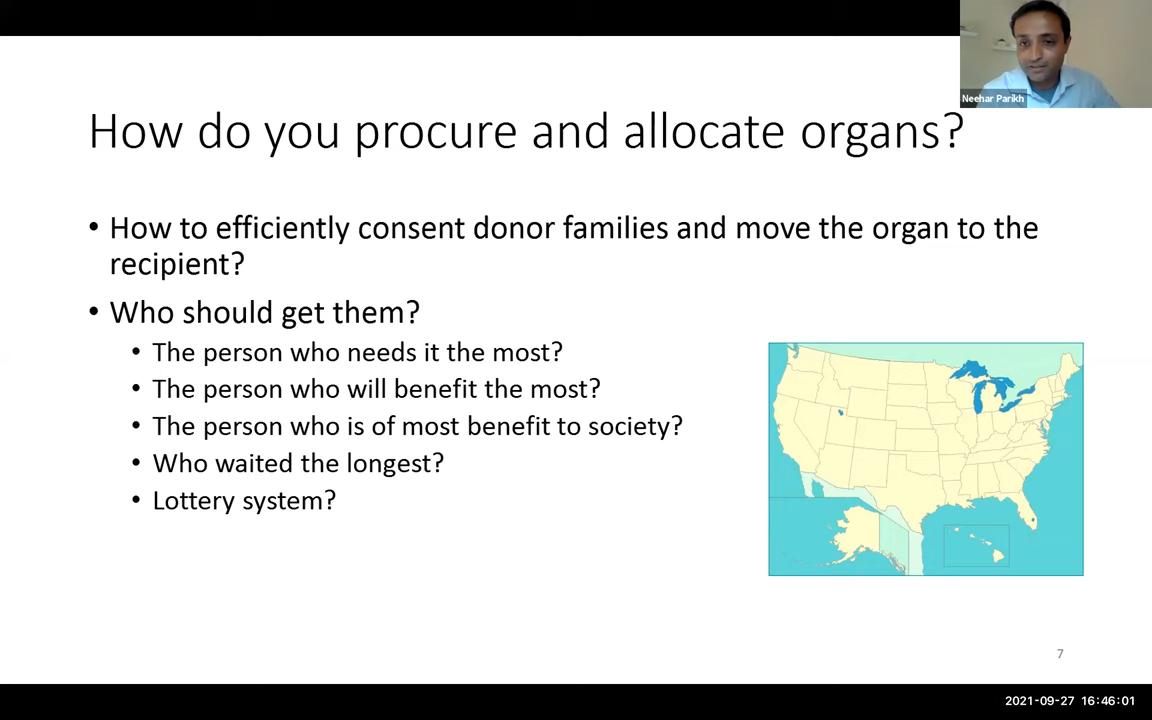 Neehar Parikh
How do you procure and allocate organs?
• How to efficiently consent donor families and move the organ to the
recipient?
• Who should get them?
• The person who needs it the most?
• The person who will benefit the most?
• The person who is of most benefit to society?
• Who waited the longest?
• Lottery system?
7
2021-09-27 16:46:01